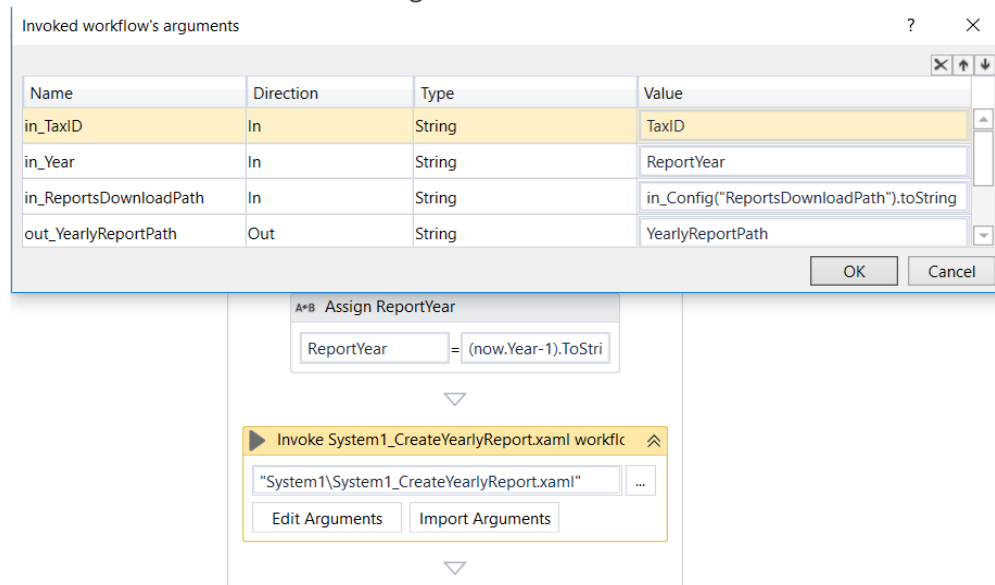 Invoked workflow's arguments ? ×
Name Direction Type Value
in_TaxID In String TaxID
in_Year In String ReportYear
in_ReportsDownloadPath In String in_Config("ReportsDownloadPath").toString
out_YearlyReportPath Out String YearlyReportPath
OK Cancel
A*B Assign ReportYear
ReportYear = (now.Year-1).ToStri
Invoke System1_CreateYearlyReport.xaml workflc
"System1\System1_CreateYearlyReport.xaml" ...
Edit Arguments Import Arguments